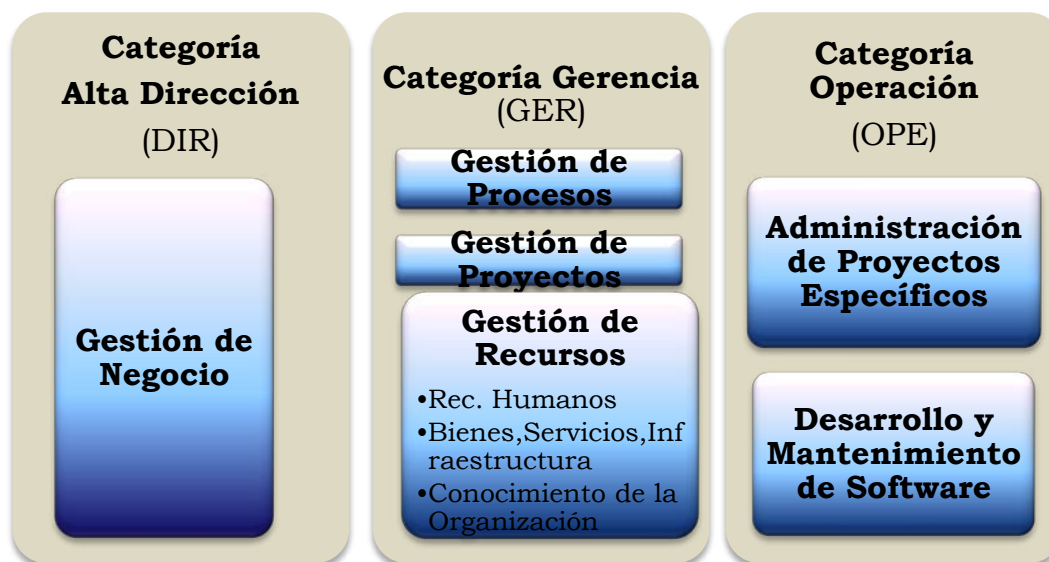 Categoría
Alta Dirección
(DIR)
Gestión de
Negocio
Categoría Gerencia
(GER)
Gestión de
Procesos
Gestión de
Proyectos
Gestión de
Recursos
•Rec. Humanos
•Bienes,Servicios,Inf
raestructura
•Conocimiento de la
Organización
Categoría
Operación
(OPE)
Administración
de Proyectos
Específicos
Desarrollo y
Mantenimiento
de Software